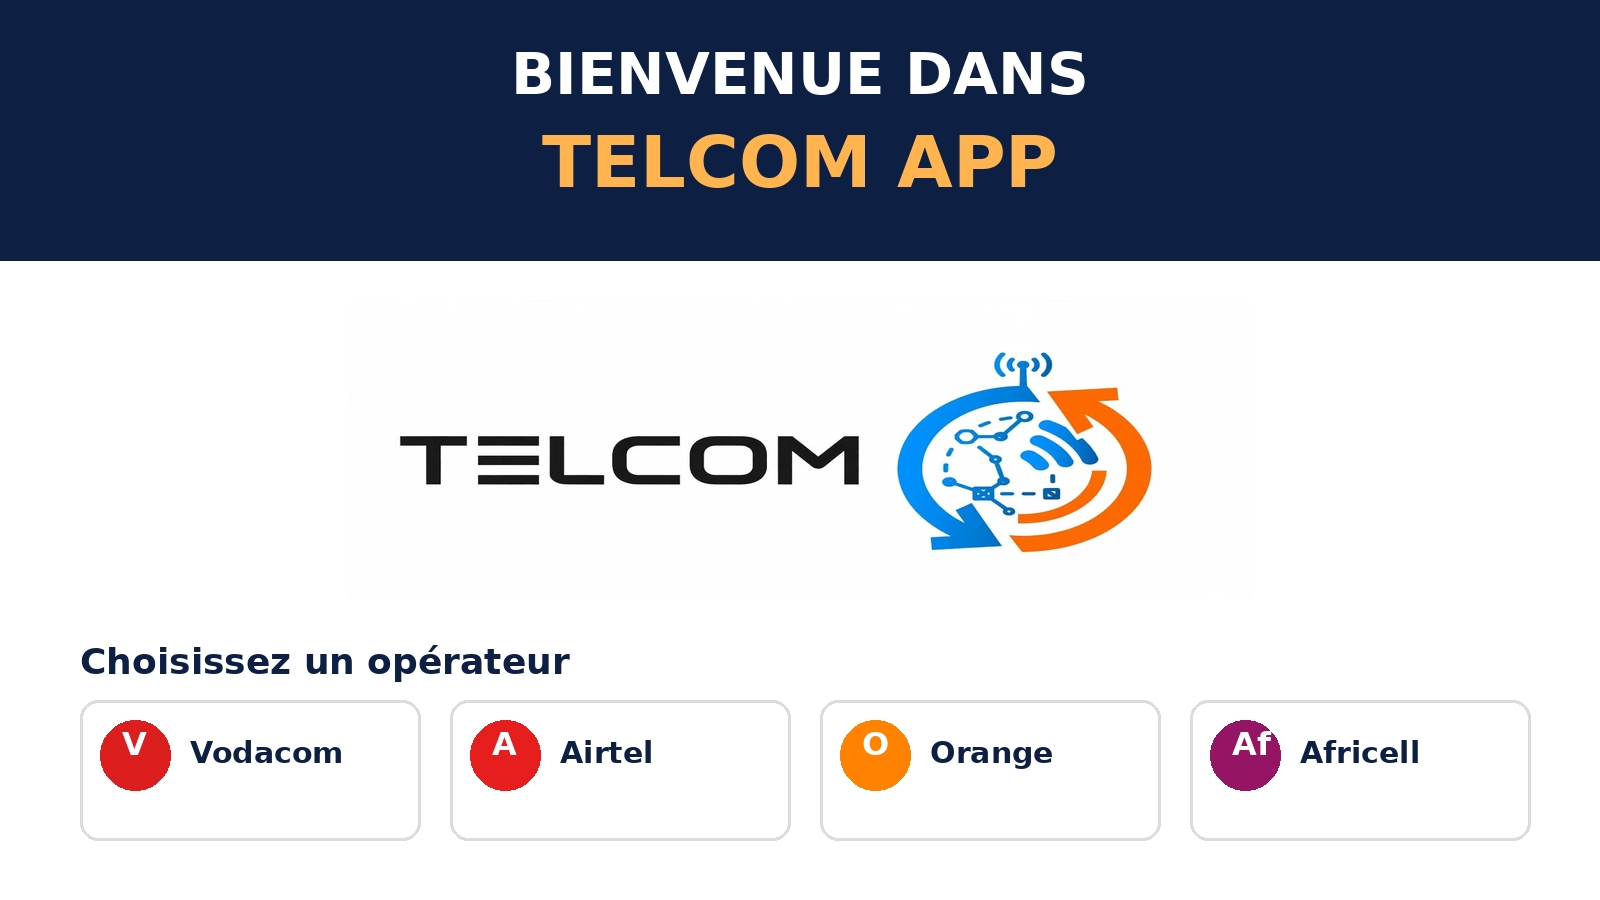 BIENVENUE DANS
TELCOM APP
TELCOM
Choisissez un opérateur
V Vodacom
A Airtel
O Orange
Af Africell